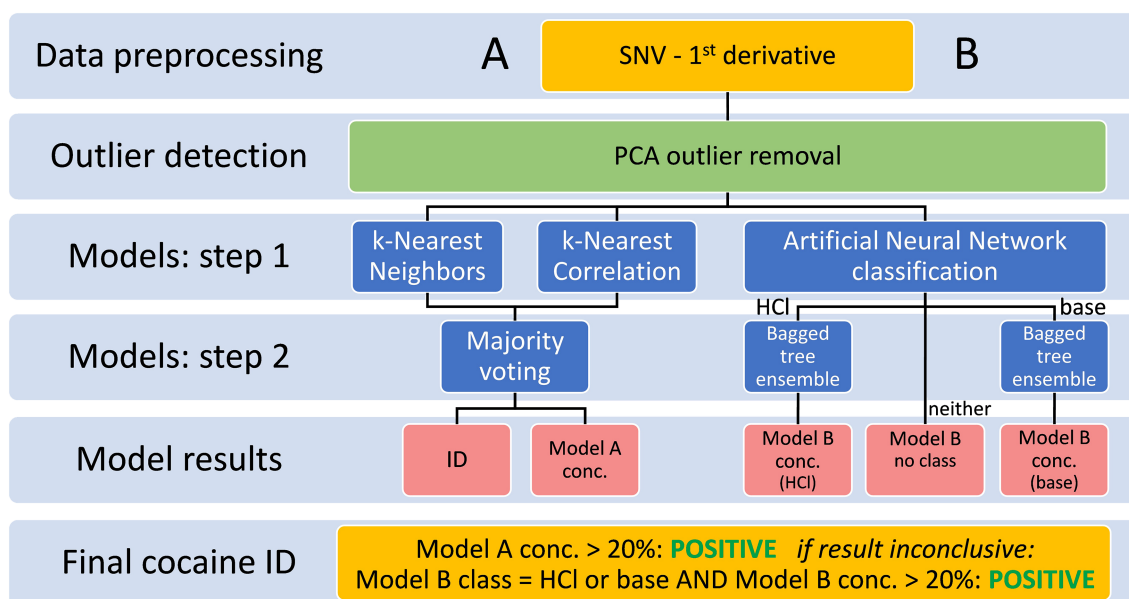 Data preprocessing
A
SNV - 1st derivative
B
Outlier detection
PCA outlier removal
Models: step 1
k-Nearest
Neighbors
k-Nearest
Correlation
Artificial Neural Network
classification
HCl
base
Models: step 2
Majority
voting
Bagged
tree
ensemble
Bagged
tree
ensemble
neither
Model results
ID
Model A
conc.
Model B
conc.
(HCl)
Model B
no class
Model B
conc.
(base)
Final cocaine ID
Model A conc. > 20%: POSITIVE if result inconclusive:
Model B class = HCl or base AND Model B conc. > 20%: POSITIVE